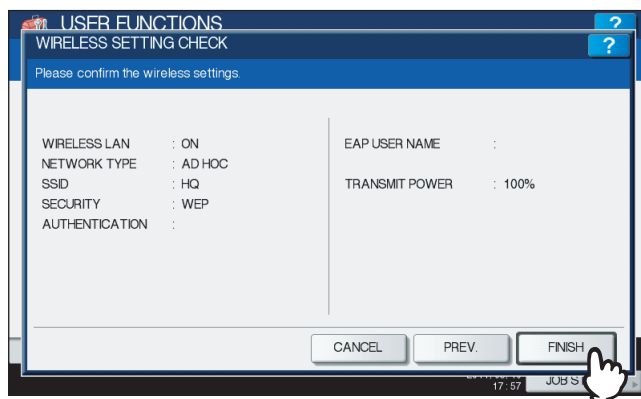 USER FUNCTIONS
?
WIRELESS SETTING CHECK
?
Please confirm the wireless settings.
WIRELESS LAN : ON
NETWORK TYPE : AD HOC
SSID : HQ
SECURITY : WEP
AUTHENTICATION :
EAP USER NAME :
TRANSMIT POWER : 100%
CANCEL
PREV.
FINISH
17:57
JOB